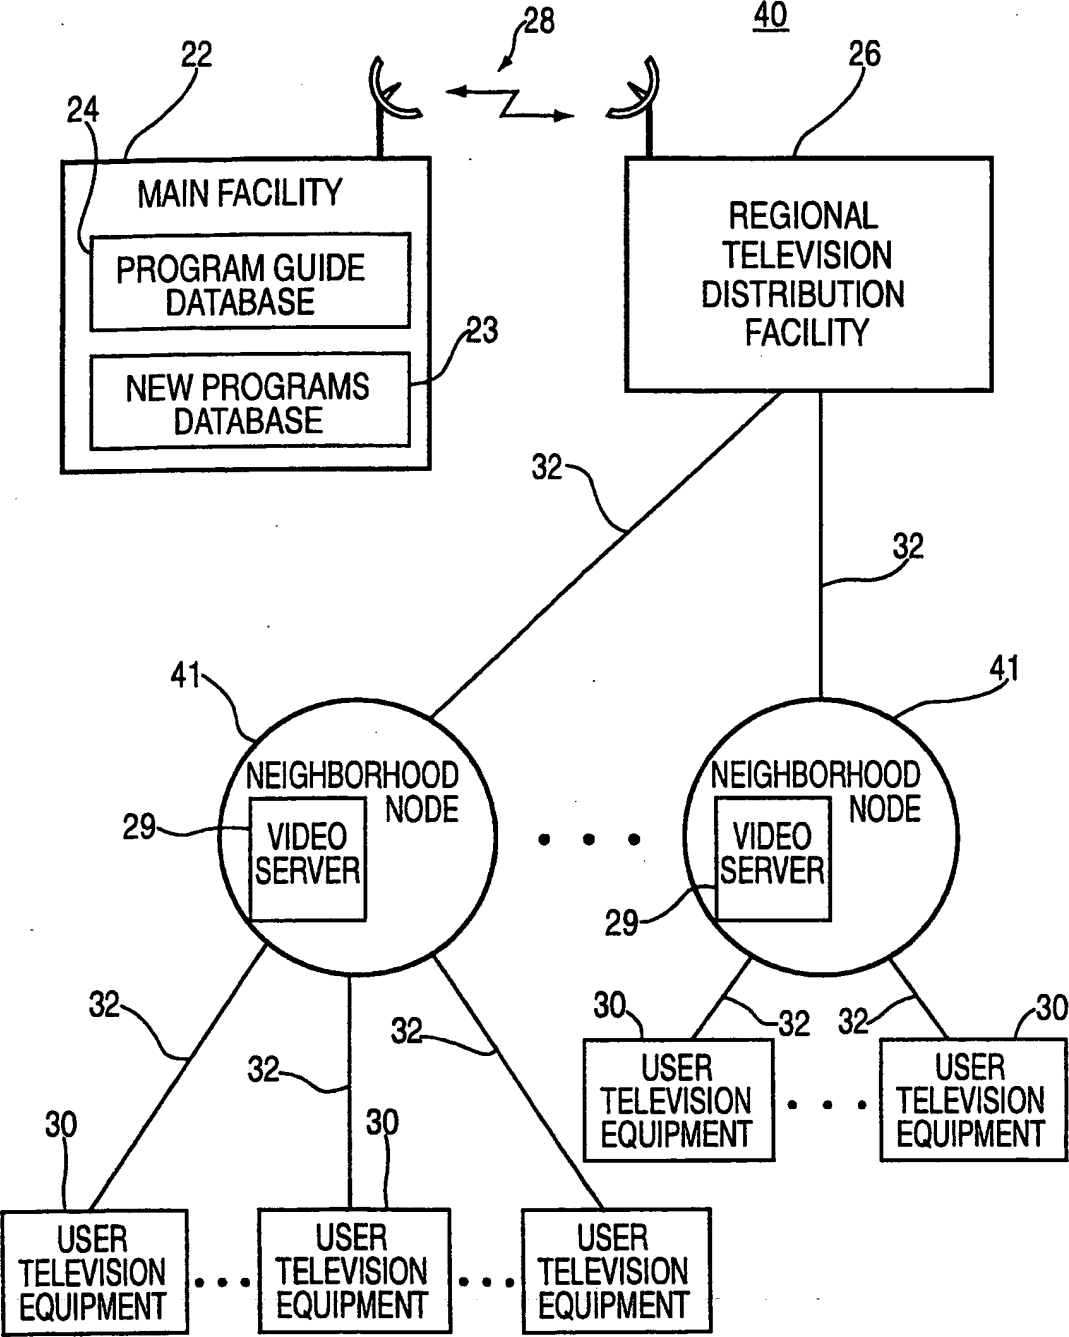 40
28
22
26
24
MAIN FACILITY
PROGRAM GUIDE
DATABASE
23
NEW PROGRAMS
DATABASE
REGIONAL
TELEVISION
DISTRIBUTION
FACILITY
32
32
41
41
NEIGHBORHOOD
NODE
29
VIDEO
SERVER
NEIGHBORHOOD
NODE
VIDEO
SERVER
29
32
32
32
32
32
30
USER
TELEVISION
EQUIPMENT
30
USER
TELEVISION
EQUIPMENT
30
USER
TELEVISION
EQUIPMENT
30
USER
TELEVISION
EQUIPMENT
USER
TELEVISION
EQUIPMENT